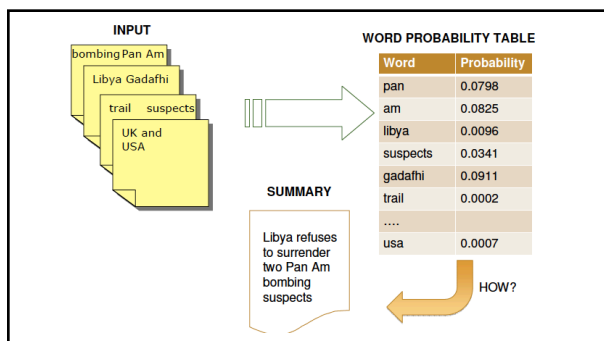 INPUT
bombing Pan Am
Libya Gadafhi
trail suspects
UK and
USA
WORD PROBABILITY TABLE
Word Probability
pan 0.0798
am 0.0825
libya 0.0096
suspects 0.0341
gadafhi 0.0911
trail 0.0002
....
usa 0.0007
HOW?
SUMMARY
Libya refuses
to surrender
two Pan Am
bombing
suspects